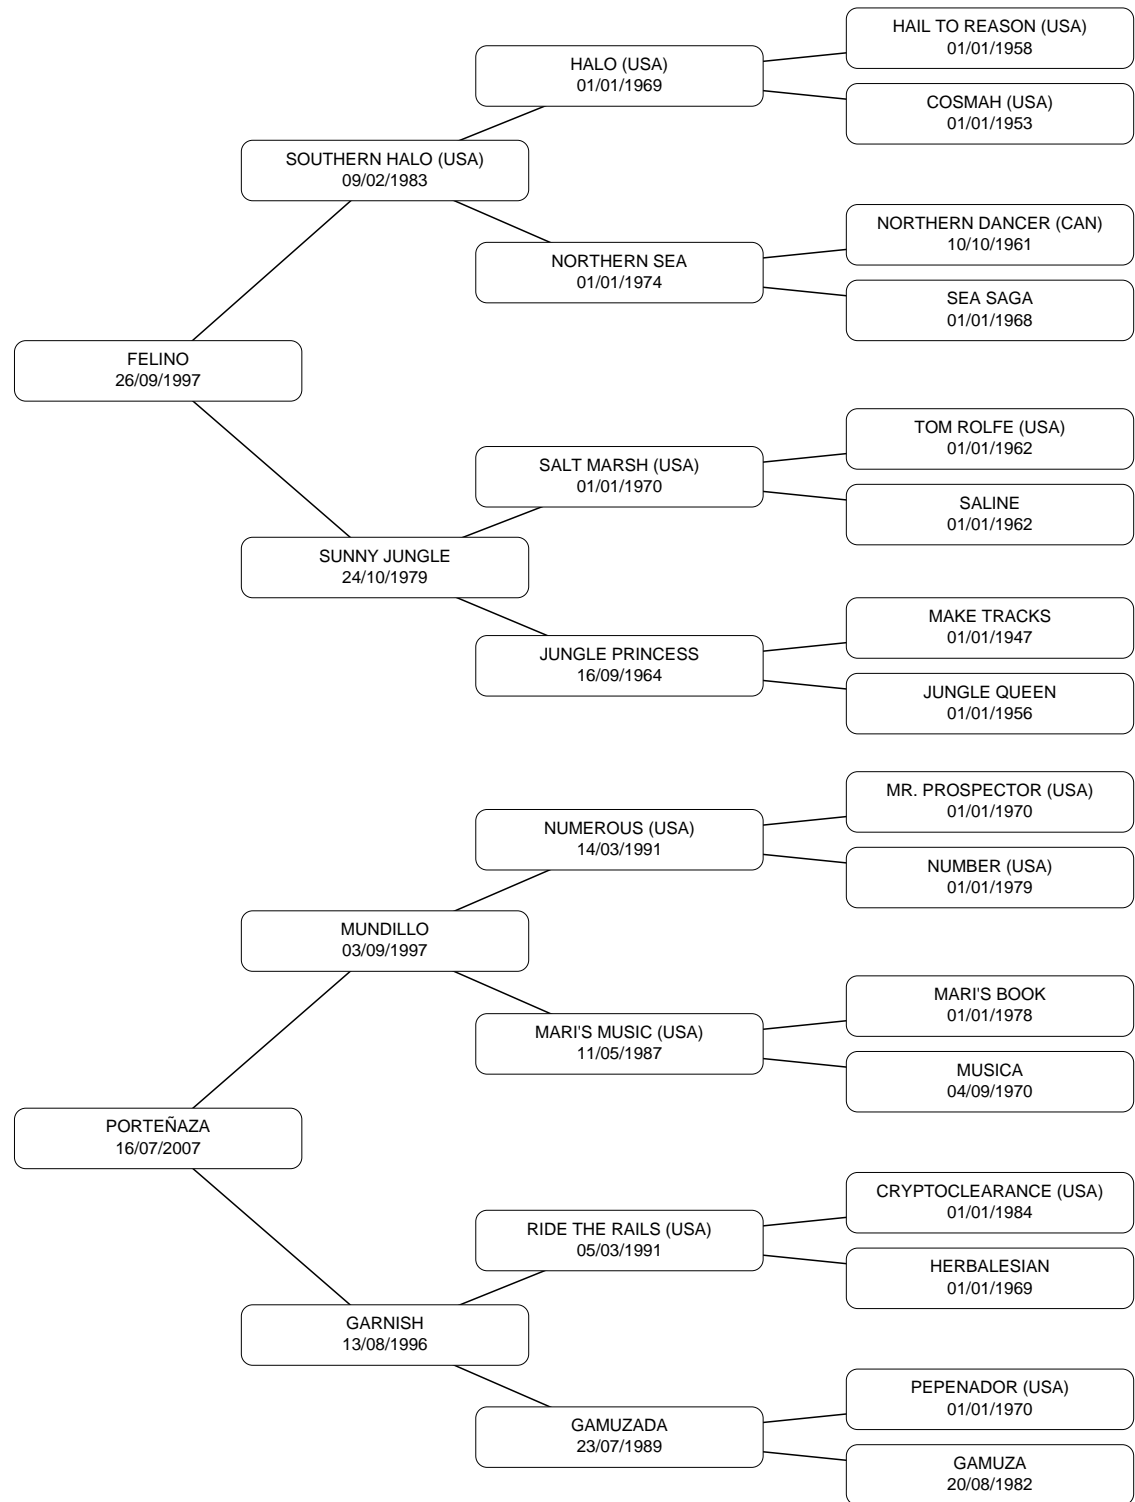 HAIL TO REASON (USA)
01/01/1958
HALO (USA)
01/01/1969
COSMAH (USA)
01/01/1953
SOUTHERN HALO (USA)
09/02/1983
NORTHERN DANCER (CAN)
10/10/1961
NORTHERN SEA
01/01/1974
SEA SAGA
01/01/1968
FELINO
26/09/1997
TOM ROLFE (USA)
01/01/1962
SALT MARSH (USA)
01/01/1970
SALINE
01/01/1962
SUNNY JUNGLE
24/10/1979
MAKE TRACKS
01/01/1947
JUNGLE PRINCESS
16/09/1964
JUNGLE QUEEN
01/01/1956
MR. PROSPECTOR (USA)
01/01/1970
NUMEROUS (USA)
14/03/1991
NUMBER (USA)
01/01/1979
MUNDILLO
03/09/1997
MARI'S BOOK
01/01/1978
MARI'S MUSIC (USA)
11/05/1987
MUSICA
04/09/1970
PORTEÑAZA
16/07/2007
CRYPTOCLEARANCE (USA)
01/01/1984
RIDE THE RAILS (USA)
05/03/1991
HERBALESIAN
01/01/1969
GARNISH
13/08/1996
PEPENADOR (USA)
01/01/1970
GAMUZADA
23/07/1989
GAMUZA
20/08/1982